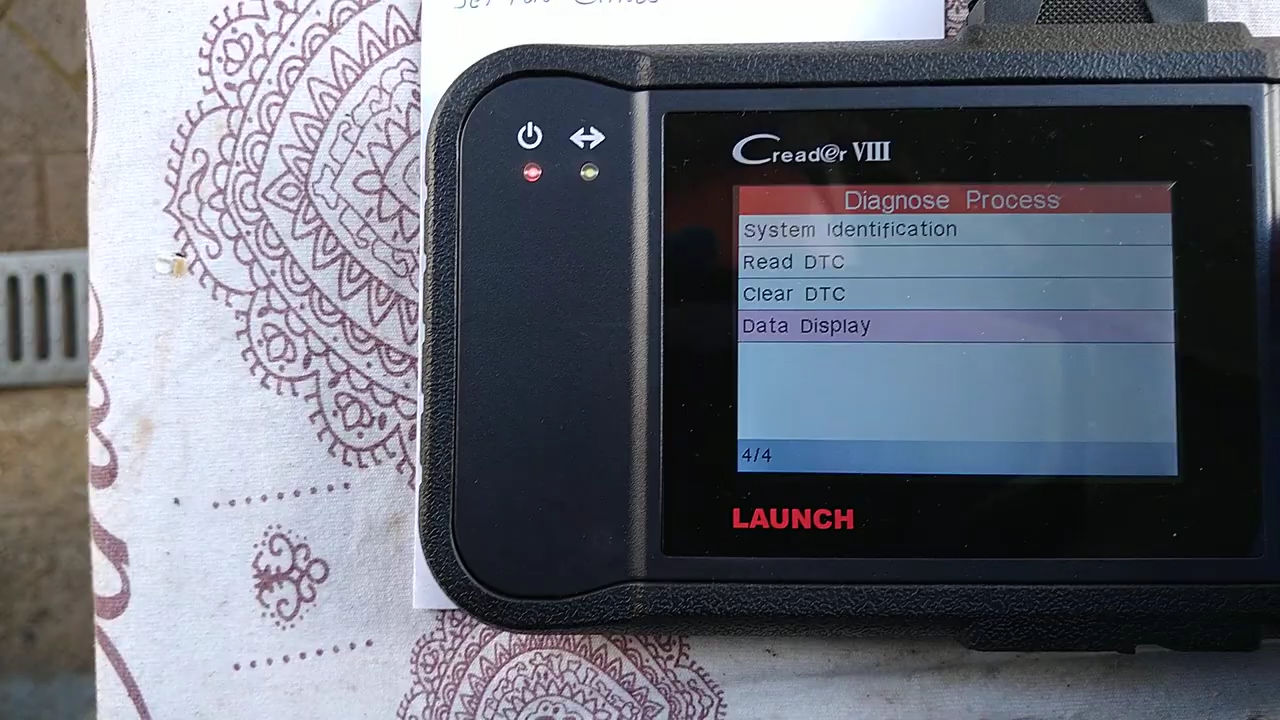 Creader VIII
Diagnose Process
System Identification
Read DTC
Clear DTC
Data Display
4/4
LAUNCH